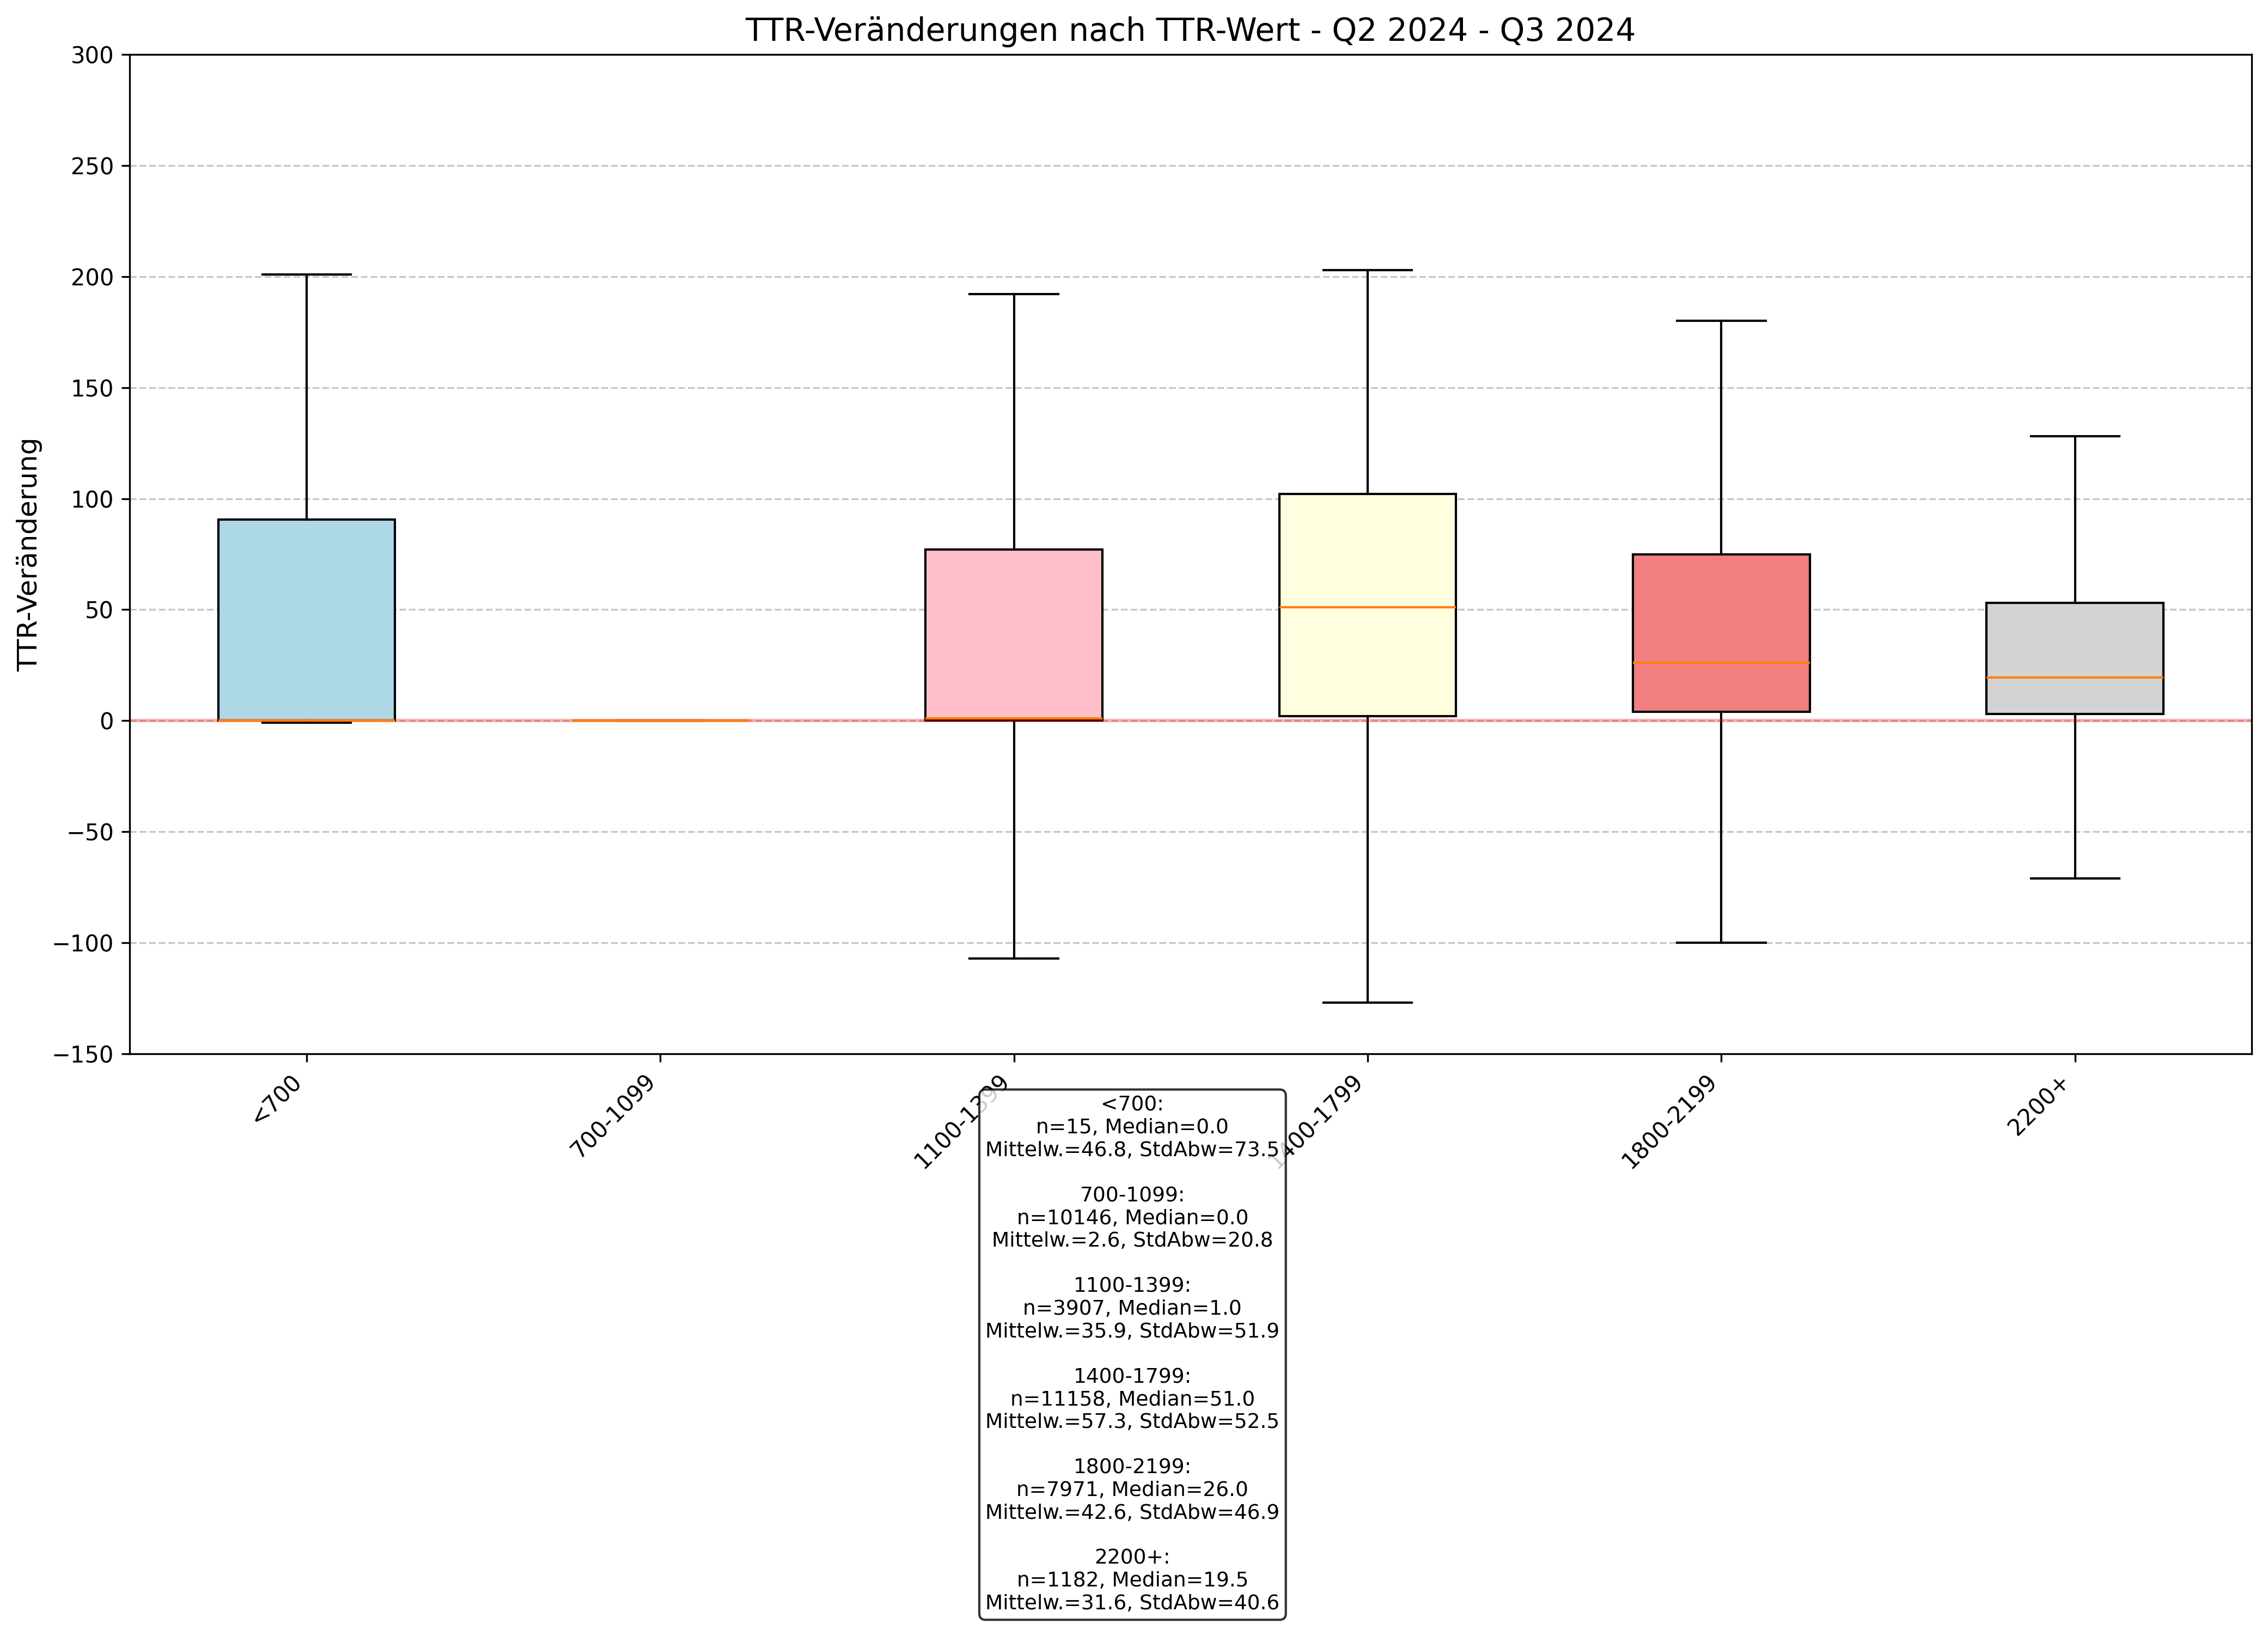 TTR-Veränderungen nach TTR-Wert - Q2 2024 - Q3 2024
300
250
200
150
100
50
0
−50
−100
−150
TTR-Veränderung
<700
700-1099
1100-1399
1400-1799
1800-2199
2200+
<700:
n=15, Median=0.0
Mittelw.=46.8, StdAbw=73.5
700-1099:
n=10146, Median=0.0
Mittelw.=2.6, StdAbw=20.8
1100-1399:
n=3907, Median=1.0
Mittelw.=35.9, StdAbw=51.9
1400-1799:
n=11158, Median=51.0
Mittelw.=57.3, StdAbw=52.5
1800-2199:
n=7971, Median=26.0
Mittelw.=42.6, StdAbw=46.9
2200+:
n=1182, Median=19.5
Mittelw.=31.6, StdAbw=40.6